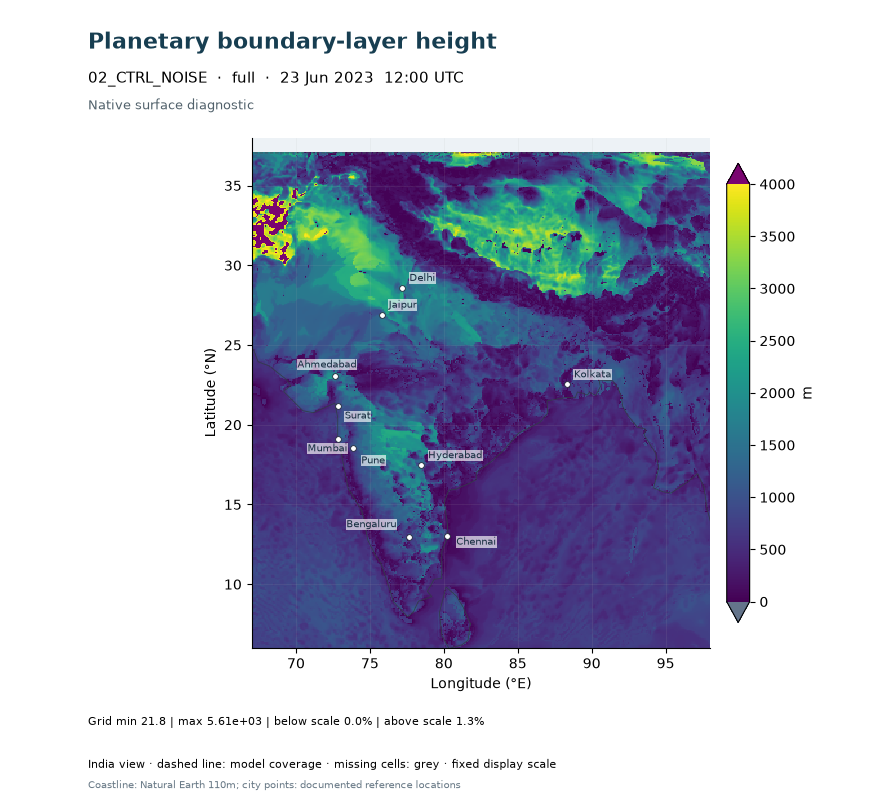 Planetary boundary-layer height
02_CTRL_NOISE · full · 23 Jun 2023 12:00 UTC
Native surface diagnostic
35
30
25
20
15
10
Latitude (°N)
70 75 80 85 90 95
Longitude (°E)
Delhi
Jaipur
Ahmedabad
Kolkata
Surat
Mumbai
Pune
Hyderabad
Bengaluru
Chennai
4000
3500
3000
2500
2000
1500
1000
500
0
m
Grid min 21.8 | max 5.61e+03 | below scale 0.0% | above scale 1.3%
India view · dashed line: model coverage · missing cells: grey · fixed display scale
Coastline: Natural Earth 110m; city points: documented reference locations